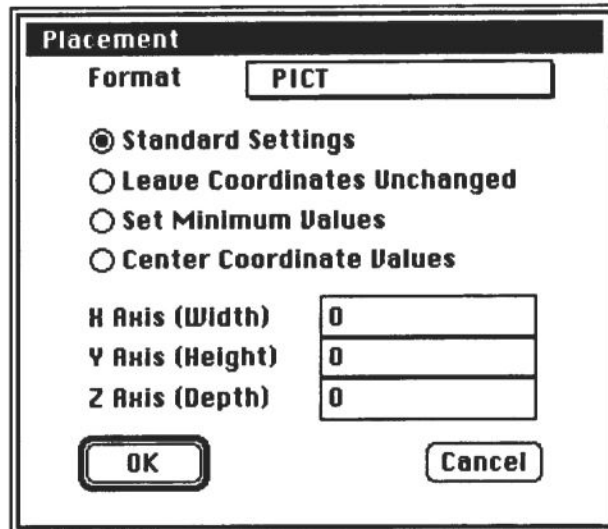 Placement
Format PICT
Standard Settings
Leave Coordinates Unchanged
Set Minimum Values
Center Coordinate Values
X Axis (Width) 0
Y Axis (Height) 0
Z Axis (Depth) 0
OK Cancel